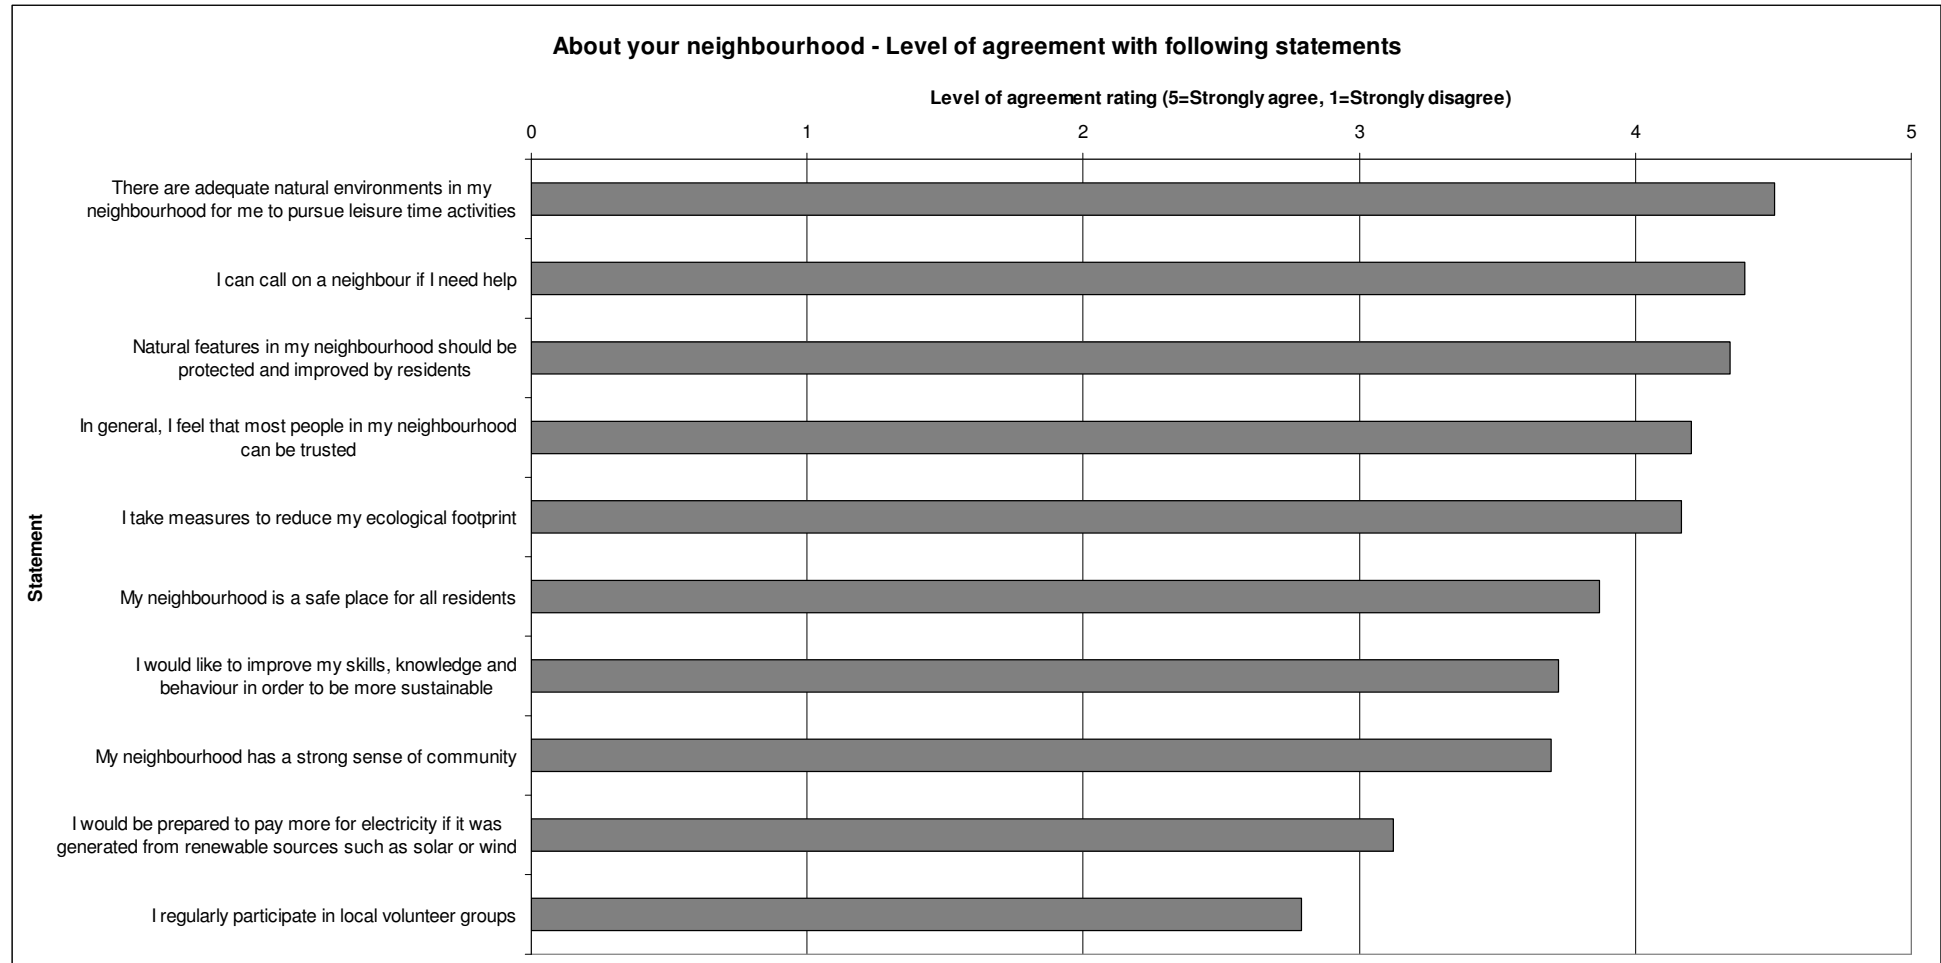 About your neighbourhood - Level of agreement with following statements
Level of agreement rating (5=Strongly agree, 1=Strongly disagree)
0 1 2 3 4 5
There are adequate natural environments in my
neighbourhood for me to pursue leisure time activities
I can call on a neighbour if I need help
Natural features in my neighbourhood should be
protected and improved by residents
In general, I feel that most people in my neighbourhood
can be trusted
I take measures to reduce my ecological footprint
Statement
My neighbourhood is a safe place for all residents
I would like to improve my skills, knowledge and
behaviour in order to be more sustainable
My neighbourhood has a strong sense of community
I would be prepared to pay more for electricity if it was
generated from renewable sources such as solar or wind
I regularly participate in local volunteer groups